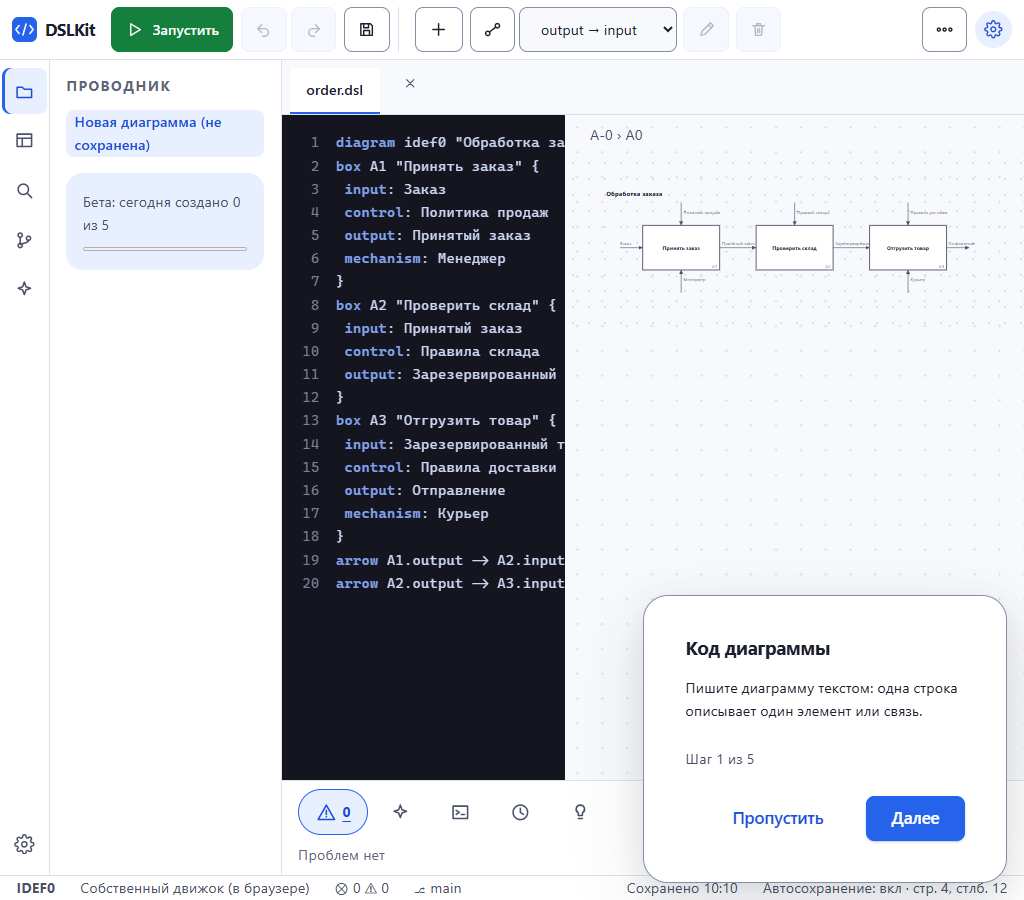 DSLKit
Запустить
output → input
ПРОВОДНИК
Новая диаграмма (не
сохранена)
Бета: сегодня создано 0
из 5
order.dsl
1 diagram idef0 "Обработка за
2 box A1 "Принять заказ" {
3 input: Заказ
4 control: Политика продаж
5 output: Принятый заказ
6 mechanism: Менеджер
7 }
8 box A2 "Проверить склад" {
9 input: Принятый заказ
10 control: Правила склада
11 output: Зарезервированный
12 }
13 box A3 "Отгрузить товар" {
14 input: Зарезервированный т
15 control: Правила доставки
16 output: Отправление
17 mechanism: Курьер
18 }
19 arrow A1.output —> A2.input
20 arrow A2.output —> A3.input
A-0 › A0
Обработка заказа
Принять заказ
Проверить склад
Отгрузить товар
Код диаграммы
Пишите диаграмму текстом: одна строка
описывает один элемент или связь.
Шаг 1 из 5
Пропустить
Далее
0
Проблем нет
IDEF0
Собственный движок (в браузере)
0 0
main
Сохранено 10:10
Автосохранение: вкл · стр. 4, стлб. 12